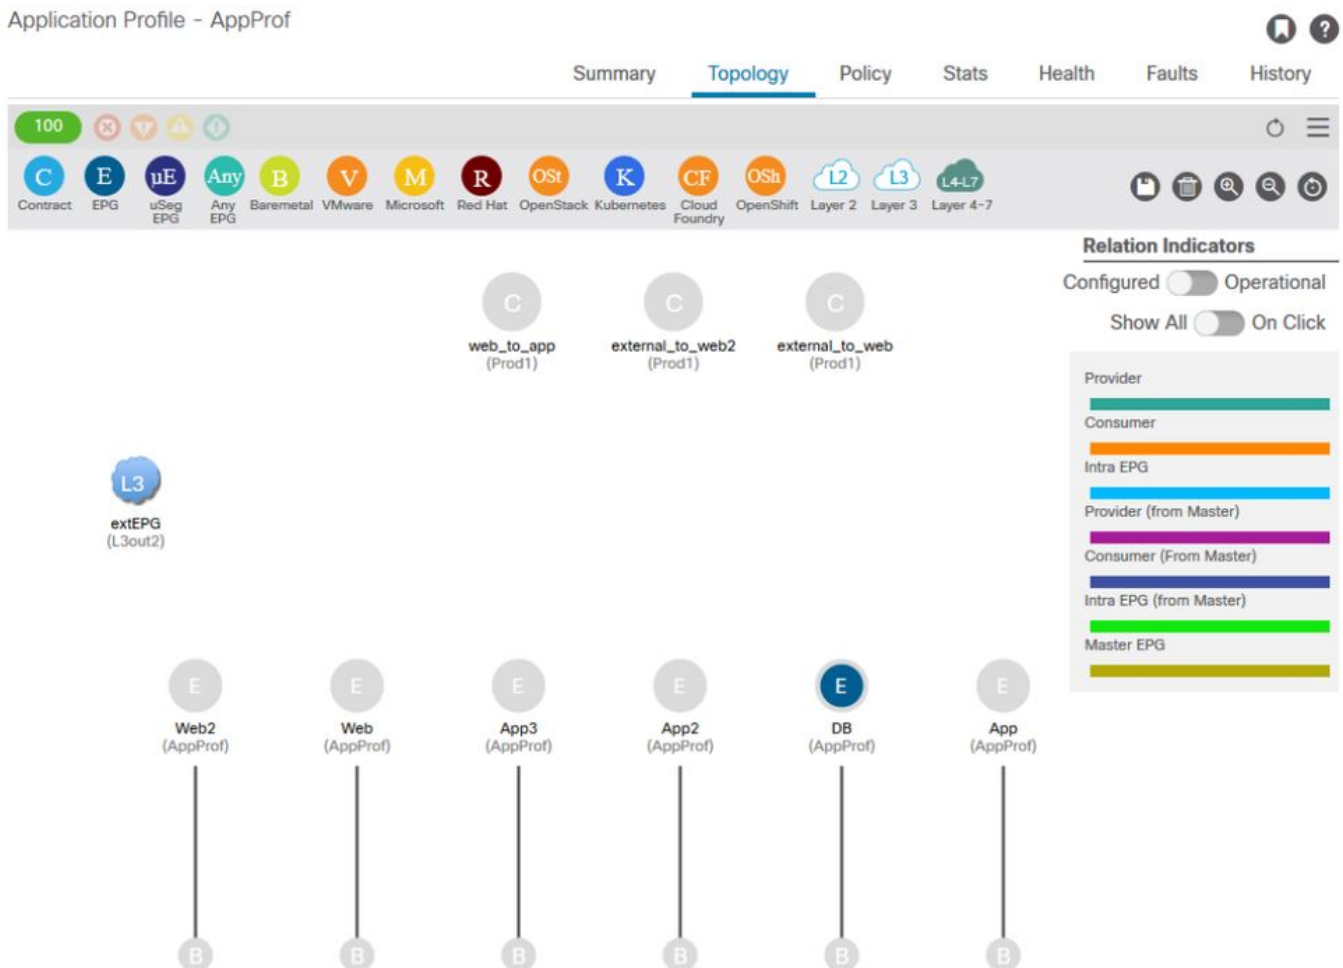 Application Profile - AppProf
?
Summary Topology Policy Stats Health Faults History
100
C E µE Any B V M R OSt K CF OSh L2 L3 L4-L7
Contract EPG uSeg EPG Any EPG Baremetal VMware Microsoft Red Hat OpenStack Kubernetes Cloud Foundry OpenShift Layer 2 Layer 3 Layer 4-7
Relation Indicators
Configured Operational
Show All On Click
C C C
web_to_app external_to_web2 external_to_web
(Prod1) (Prod1) (Prod1)
Provider
Consumer
Intra EPG
Provider (from Master)
Consumer (From Master)
Intra EPG (from Master)
Master EPG
L3
extEPG
(L3out2)
E E E E E E
Web2 Web App3 App2 DB App
(AppProf) (AppProf) (AppProf) (AppProf) (AppProf) (AppProf)
B B B B B B